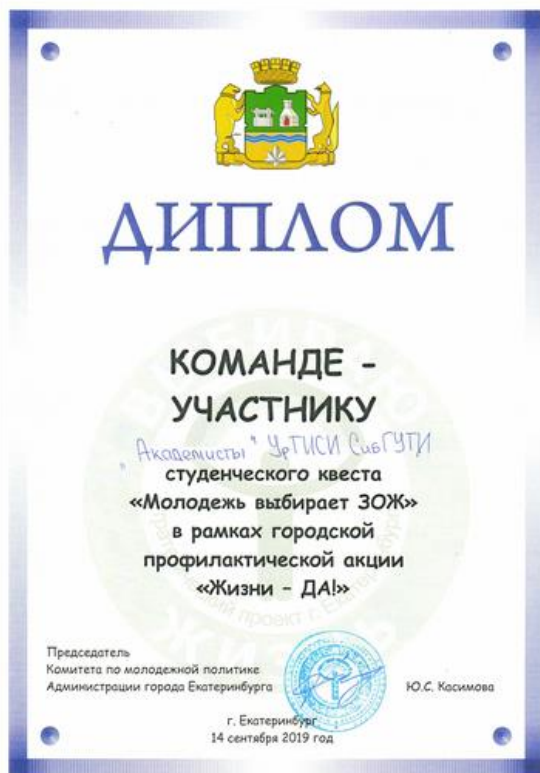 ДИПЛОМ
КОМАНДЕ -
УЧАСТНИКУ
"Академисты" УрТИСИ СибГУТИ
студенческого квеста
«Молодежь выбирает ЗОЖ»
в рамках городской
профилактической акции
«Жизни - ДА!»
Председатель
Комитета по молодежной политике
Администрации города Екатеринбурга
Ю.С. Касимова
г. Екатеринбург
14 сентября 2019 год